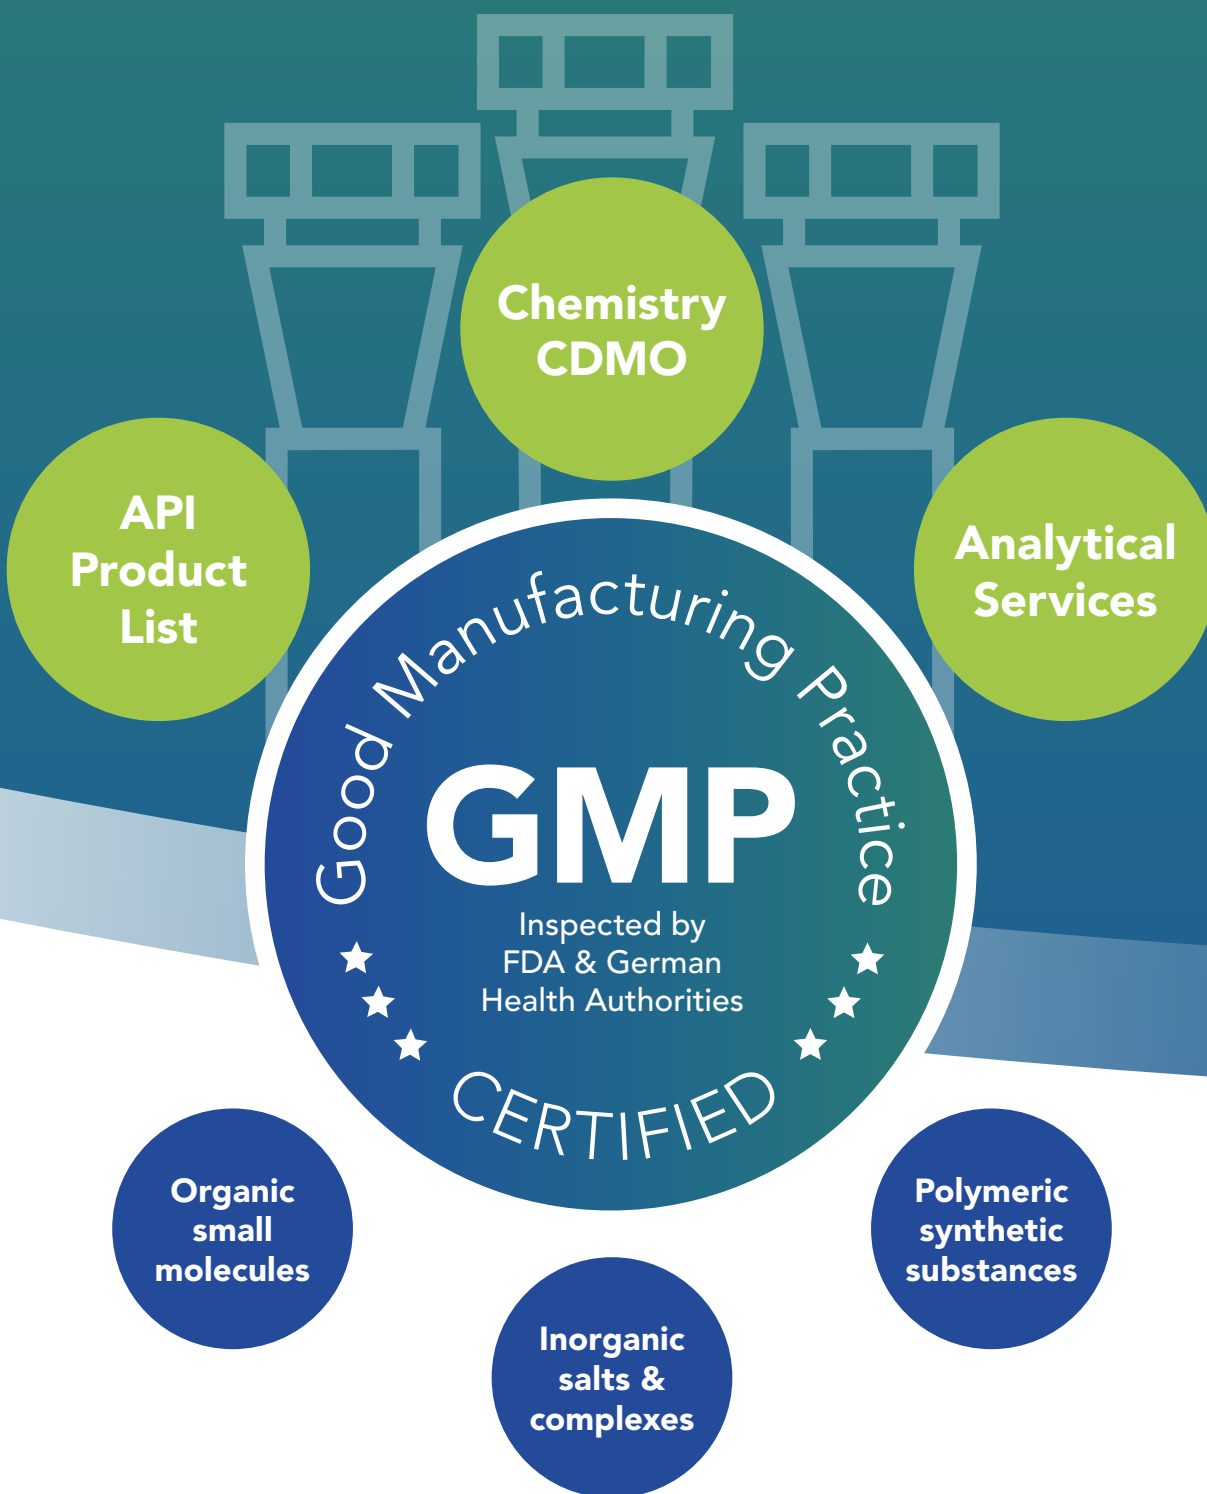 Chemistry
CDMO
API
Product
List
Analytical
Services
Good Manufacturing Practice
GMP
Inspected by
FDA & German
Health Authorities
CERTIFIED
Organic
small
molecules
Polymeric
synthetic
substances
Inorganic
salts &
complexes